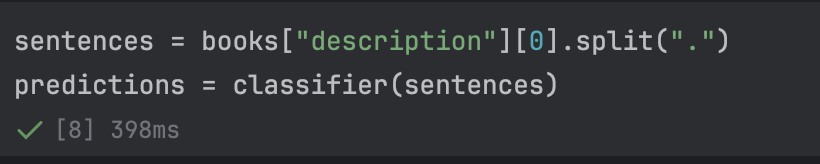 sentences = books["description"][0].split(".")
predictions = classifier(sentences)
✓ [8] 398ms